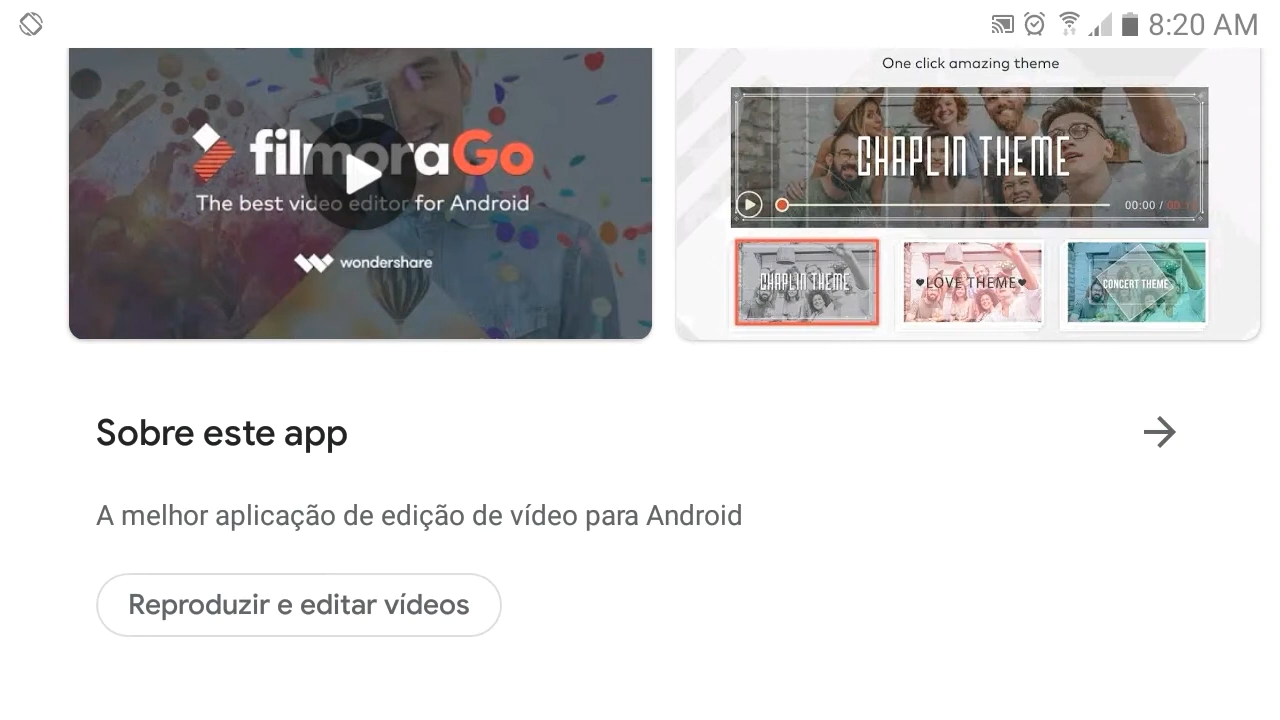 8:20 AM
filmoraGo
The best video editor for Android
wondershare
One click amazing theme
CHAPLIN THEME
00:00 /
CHAPLIN THEME
♥LOVE THEME♥
CONCERT THEME
Sobre este app
A melhor aplicação de edição de vídeo para Android
Reproduzir e editar vídeos